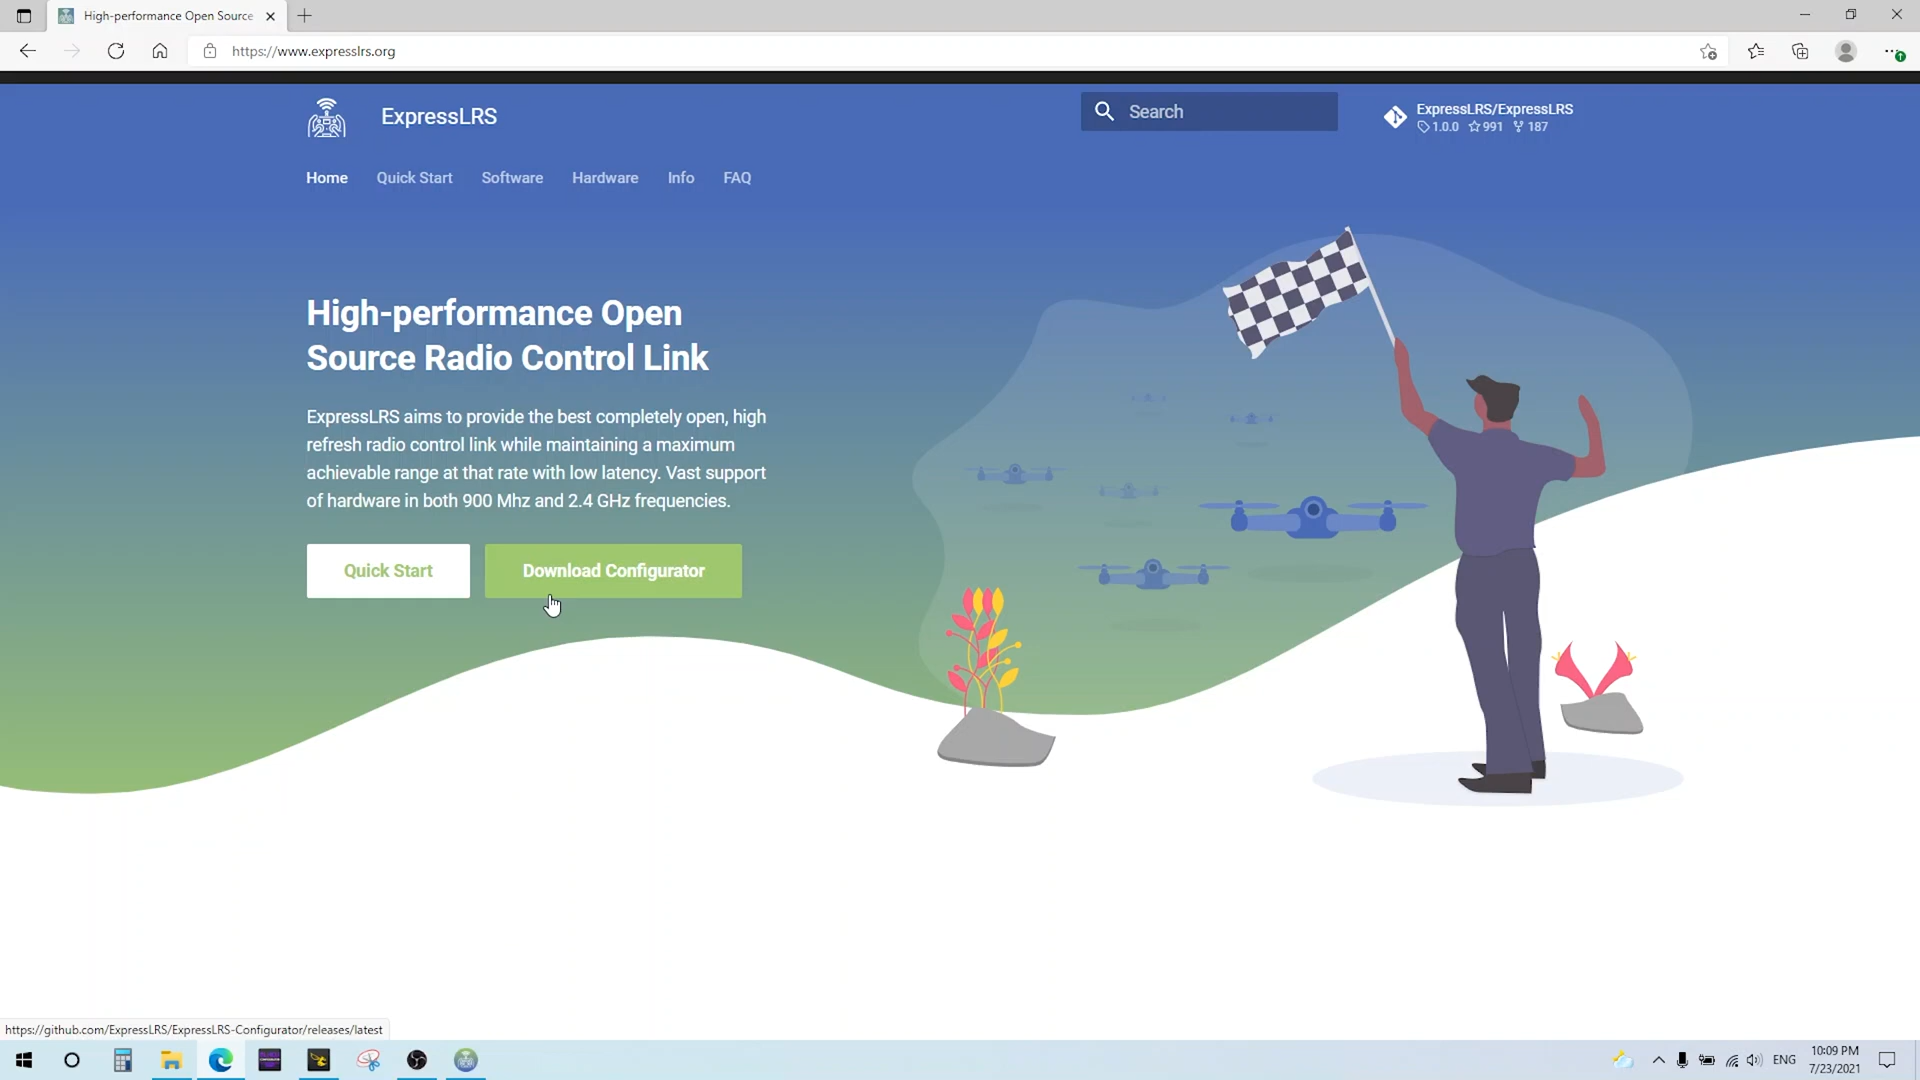 High-performance Open Source
https://www.expresslrs.org
ExpressLRS
Search
ExpressLRS/ExpressLRS
1.0.0 991 187
Home Quick Start Software Hardware Info FAQ
High-performance Open
Source Radio Control Link
ExpressLRS aims to provide the best completely open, high
refresh radio control link while maintaining a maximum
achievable range at that rate with low latency. Vast support
of hardware in both 900 Mhz and 2.4 GHz frequencies.
Quick Start Download Configurator
https://github.com/ExpressLRS/ExpressLRS-Configurator/releases/latest
ENG
10:09 PM
7/23/2021